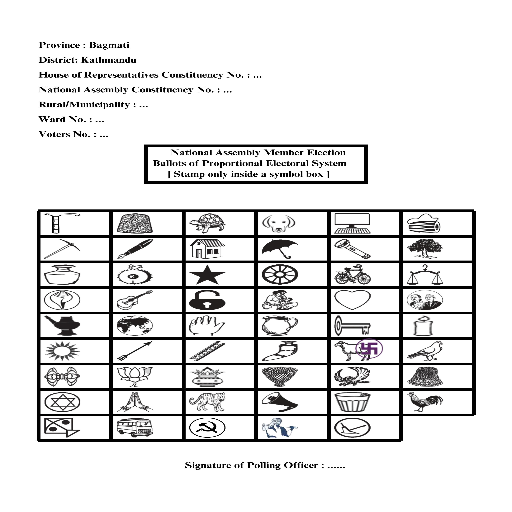 Province : Bagmati
District: Kathmandu
House of Representatives Constituency No. : ...
National Assembly Constituency No. : ...
Rural/Municipality : ...
Ward No. : ...
Voters No. : ...
National Assembly Member Election
Ballots of Proportional Electoral System
[ Stamp only inside a symbol box ]
Signature of Polling Officer : ......